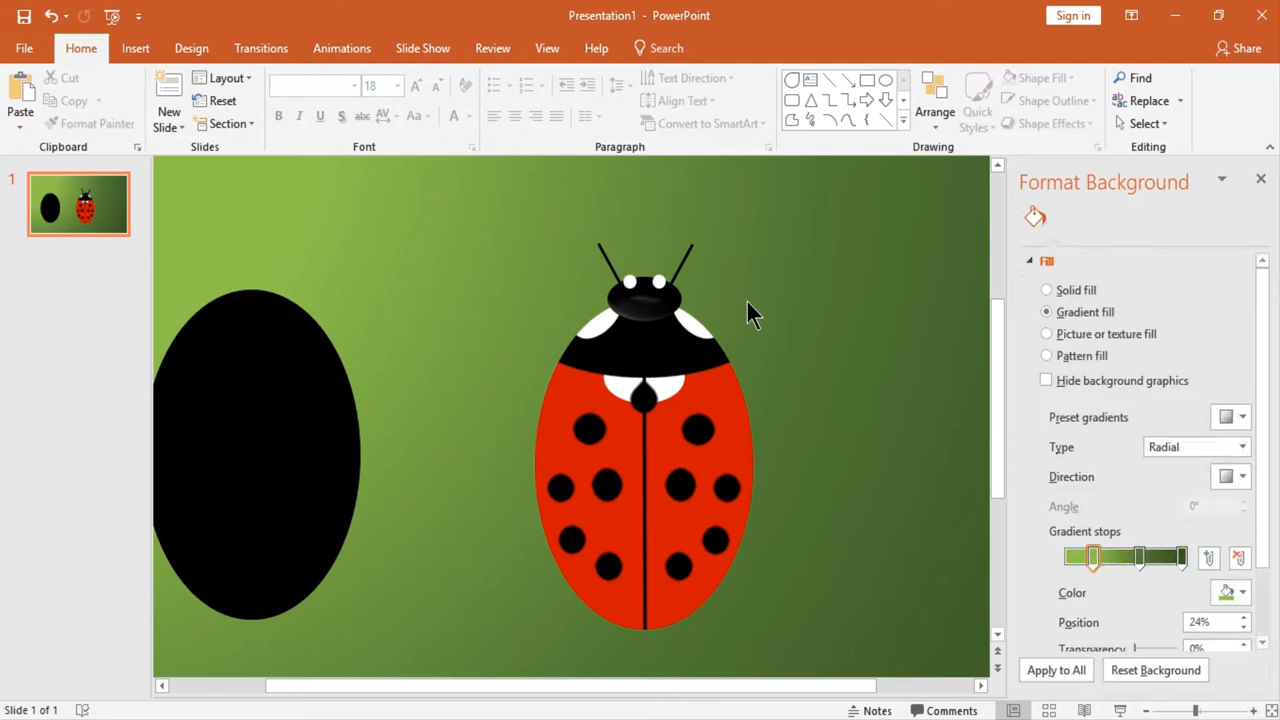 Presentation1 - PowerPoint
Sign in
File Home Insert Design Transitions Animations Slide Show Review View Help Search Share
Paste
Cut
Copy
Format Painter
Clipboard
New Slide
Layout
Reset
Section
Slides
18
B I U S abc AV Aa A
Font
Text Direction
Align Text
Convert to SmartArt
Paragraph
Arrange
Quick Styles
Shape Fill
Shape Outline
Shape Effects
Drawing
Find
Replace
Select
Editing
1
Format Background
Fill
Solid fill
Gradient fill
Picture or texture fill
Pattern fill
Hide background graphics
Preset gradients
Type Radial
Direction
Angle 0°
Gradient stops
Color
Position 24%
Transparency 0%
Apply to All Reset Background
Slide 1 of 1 Notes Comments